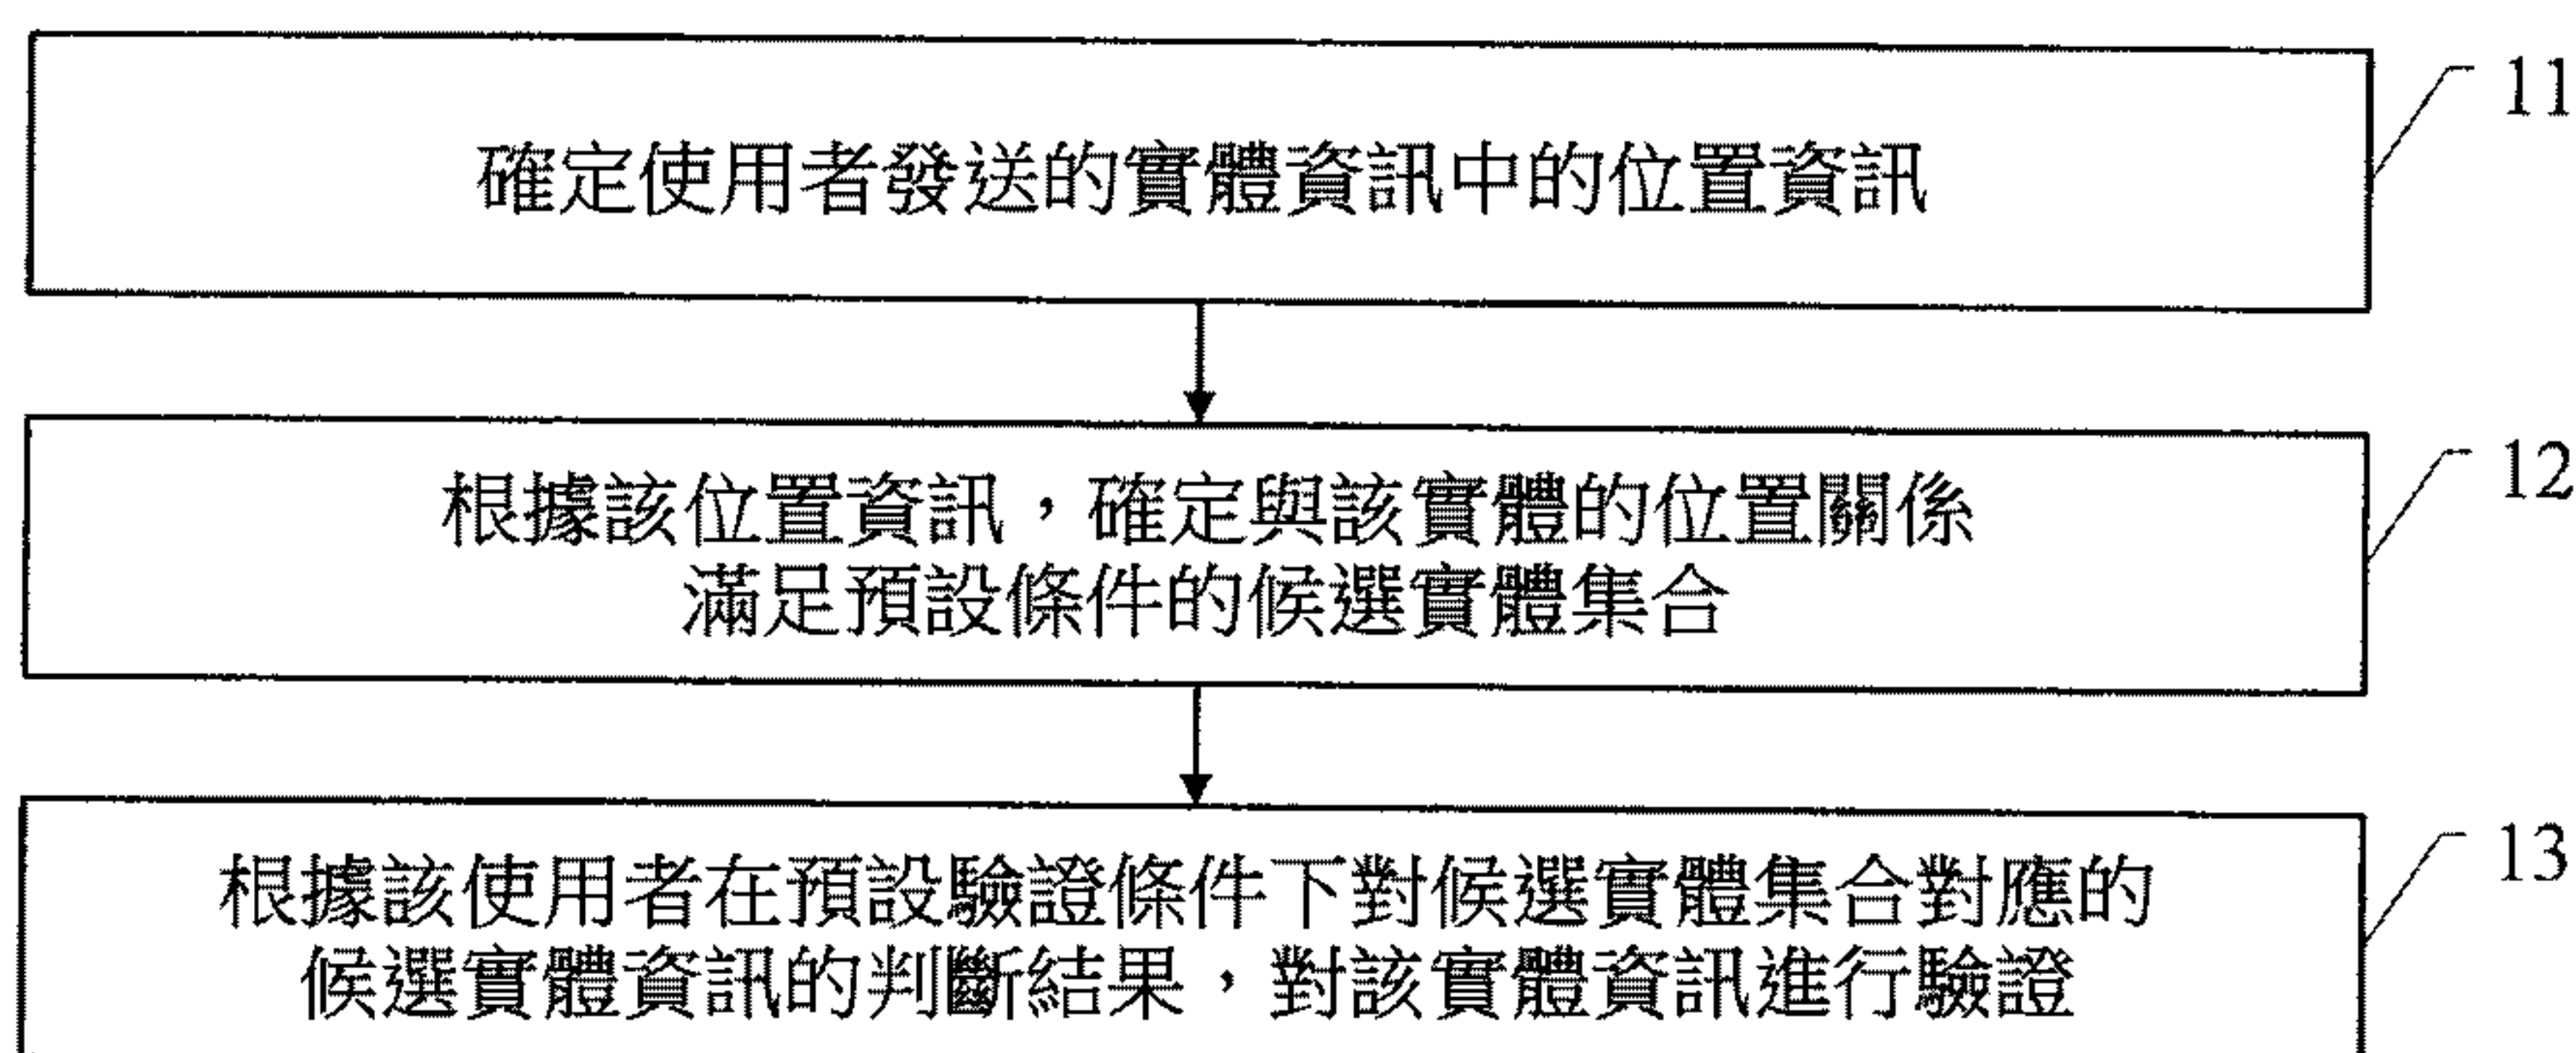 確定使用者發送的實體資訊中的位置資訊
11
根據該位置資訊，確定與該實體的位置關係
滿足預設條件的候選實體集合
12
根據該使用者在預設驗證條件下對候選實體集合對應的
候選實體資訊的判斷結果，對該實體資訊進行驗證
13